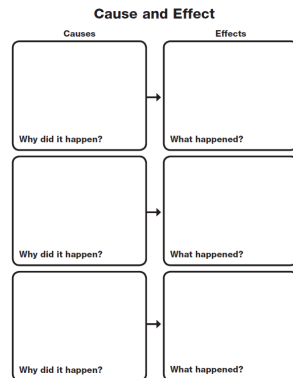 Cause and Effect
Causes Effects
Why did it happen? What happened?
Why did it happen? What happened?
Why did it happen? What happened?